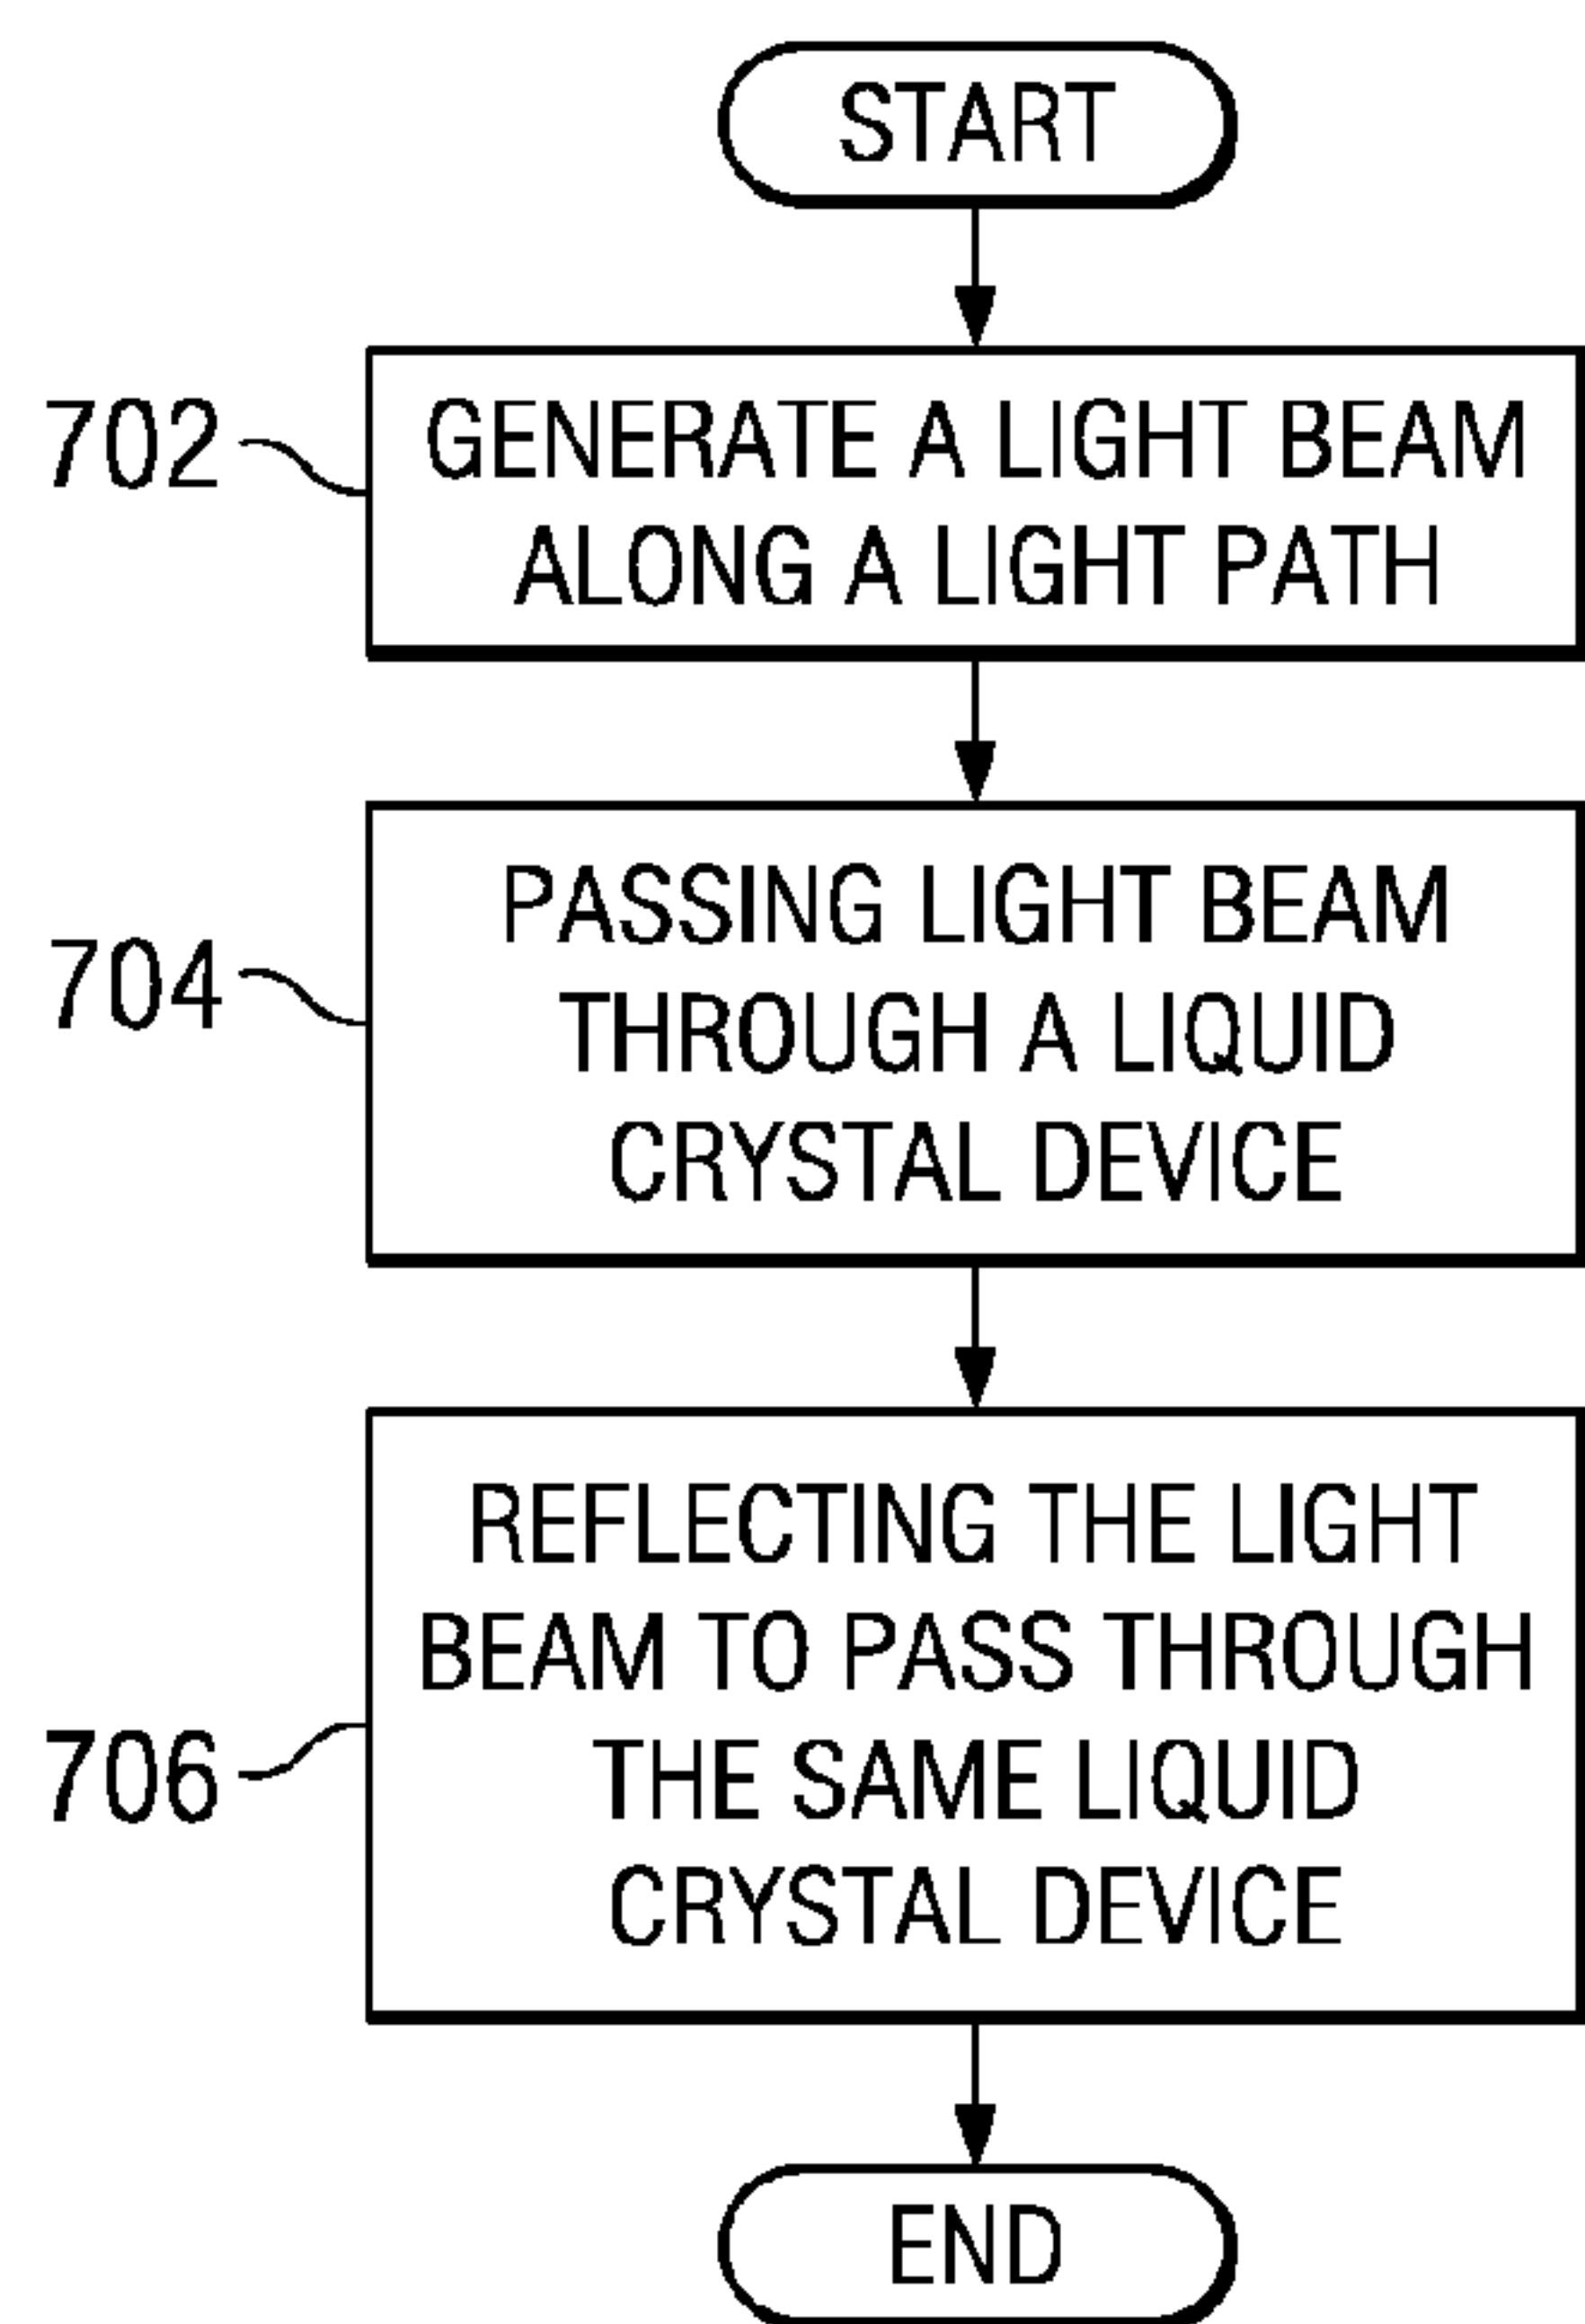 START
702
GENERATE A LIGHT BEAM
ALONG A LIGHT PATH
704
PASSING LIGHT BEAM
THROUGH A LIQUID
CRYSTAL DEVICE
706
REFLECTING THE LIGHT
BEAM TO PASS THROUGH
THE SAME LIQUID
CRYSTAL DEVICE
END